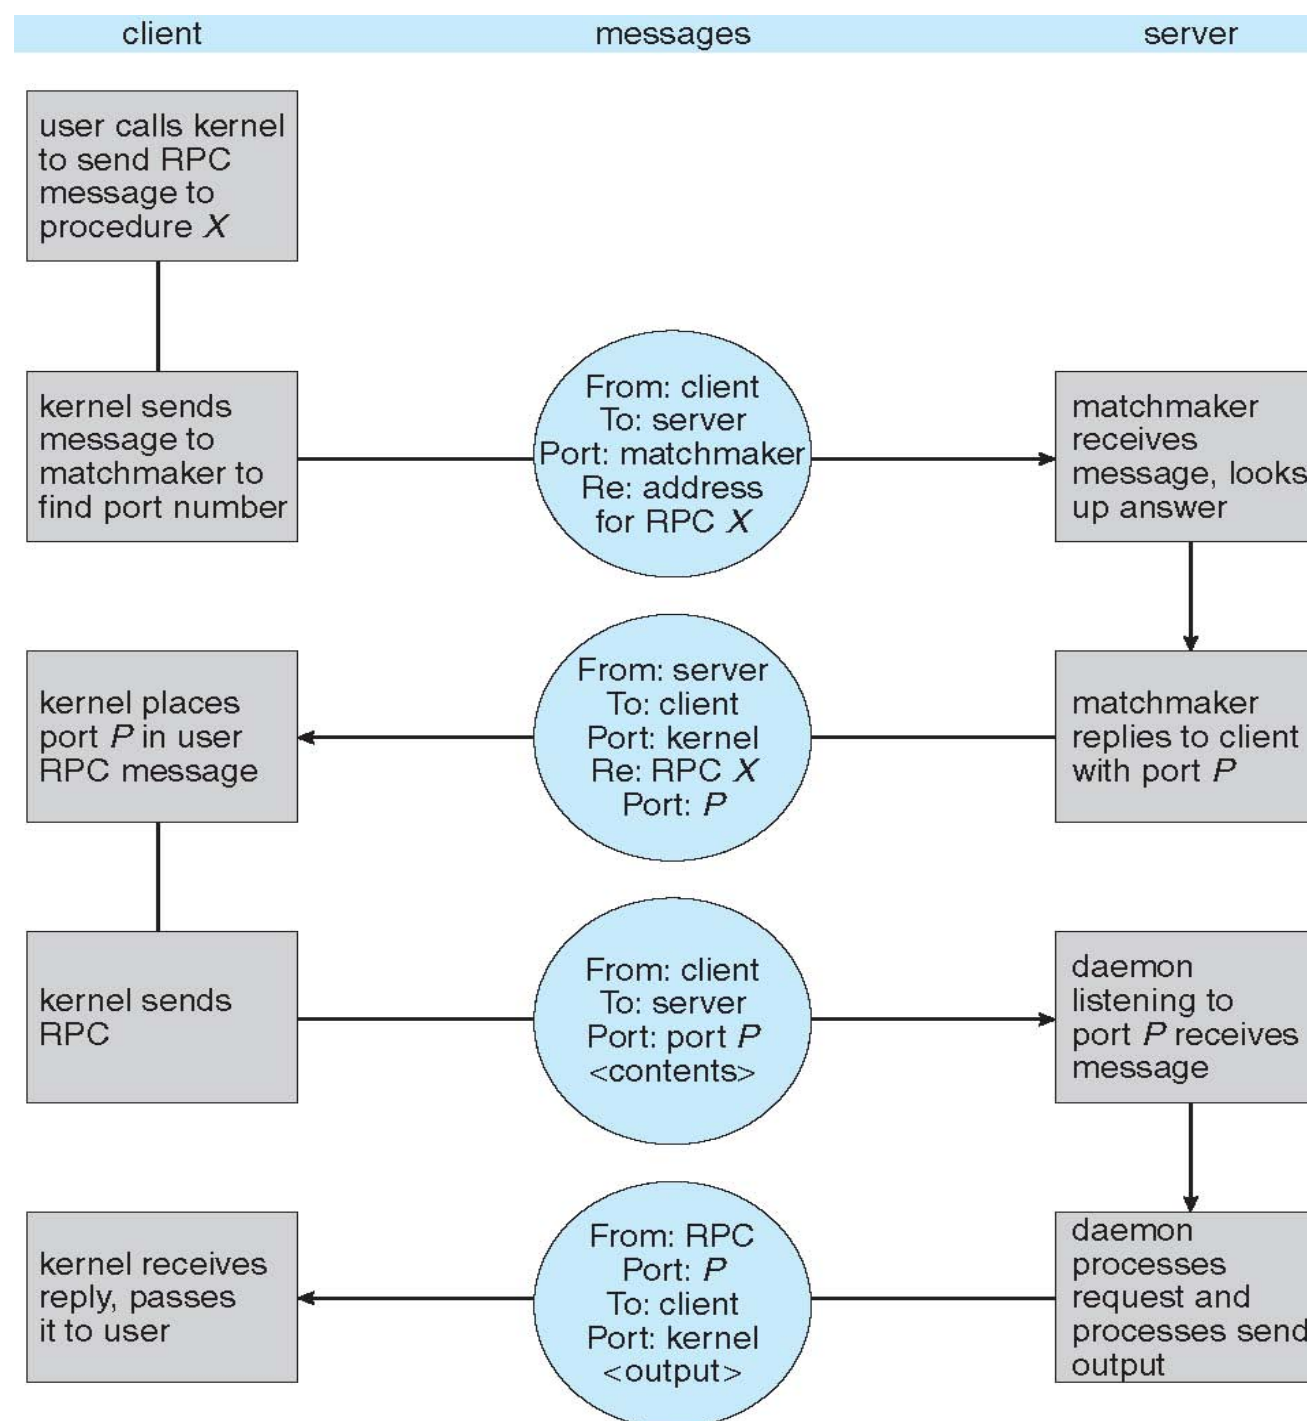 client
messages
server
user calls kernel
to send RPC
message to
procedure X
kernel sends
message to
matchmaker to
find port number
From: client
To: server
Port: matchmaker
Re: address
for RPC X
matchmaker
receives
message, looks
up answer
kernel places
port P in user
RPC message
From: server
To: client
Port: kernel
Re: RPC X
Port: P
matchmaker
replies to client
with port P
kernel sends
RPC
From: client
To: server
Port: port P
<contents>
daemon
listening to
port P receives
message
kernel receives
reply, passes
it to user
From: RPC
Port: P
To: client
Port: kernel
<output>
daemon
processes
request and
processes send
output